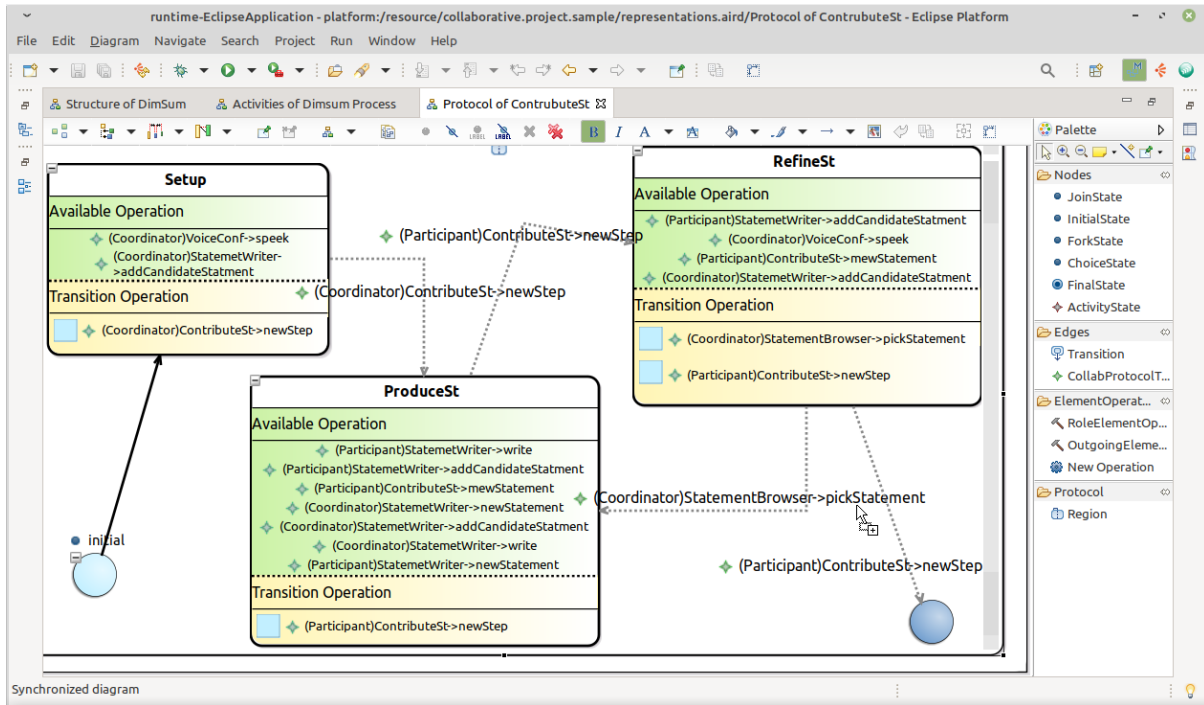 runtime-EclipseApplication - platform:/resource/collaborative.project.sample/representations.aird/Protocol of ContrubuteSt - Eclipse Platform
File Edit Diagram Navigate Search Project Run Window Help
Structure of DimSum
Activities of Dimsum Process
Protocol of ContrubuteSt
Setup
Available Operation
(Coordinator)VoiceConf->speek
(Coordinator)StatemetWriter-
>addCandidateStatment
Transition Operation
(Coordinator)ContributeSt->newStep
(Participant)ContributeSt->newStep
(Coordinator)ContributeSt->newStep
RefineSt
Available Operation
(Participant)StatemetWriter->addCandidateStatment
(Coordinator)VoiceConf->speek
(Participant)ContributeSt->mewStatement
(Coordinator)StatemetWriter->addCandidateStatment
Transition Operation
(Coordinator)StatementBrowser->pickStatement
(Participant)ContributeSt->newStep
ProduceSt
Available Operation
(Participant)StatemetWriter->write
(Participant)StatemetWriter->addCandidateStatment
(Participant)ContributeSt->mewStatement
(Coordinator)StatemetWriter->newStatement
(Coordinator)StatemetWriter->addCandidateStatment
(Coordinator)StatemetWriter->write
(Participant)StatemetWriter->newStatement
Transition Operation
(Participant)ContributeSt->newStep
(Coordinator)StatementBrowser->pickStatement
(Participant)ContributeSt->newStep
initial
Palette
Nodes
JoinState
InitialState
ForkState
ChoiceState
FinalState
ActivityState
Edges
Transition
CollabProtocolT...
ElementOperat...
RoleElementOp...
OutgoingEleme...
New Operation
Protocol
Region
Synchronized diagram